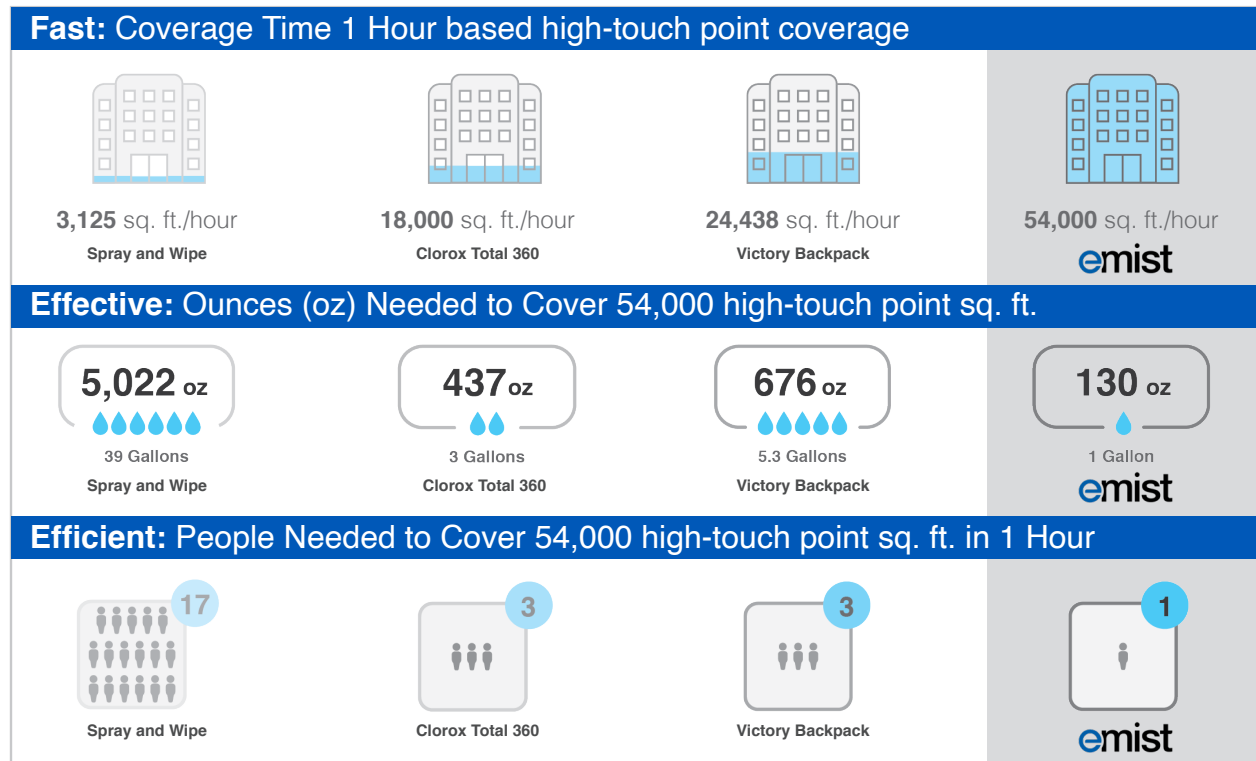 Fast: Coverage Time 1 Hour based high-touch point coverage
3,125 sq. ft./hour
Spray and Wipe
18,000 sq. ft./hour
Clorox Total 360
24,438 sq. ft./hour
Victory Backpack
54,000 sq. ft./hour
emist
Effective: Ounces (oz) Needed to Cover 54,000 high-touch point sq. ft.
5,022 oz
39 Gallons
Spray and Wipe
437 oz
3 Gallons
Clorox Total 360
676 oz
5.3 Gallons
Victory Backpack
130 oz
1 Gallon
emist
Efficient: People Needed to Cover 54,000 high-touch point sq. ft. in 1 Hour
17
Spray and Wipe
3
Clorox Total 360
3
Victory Backpack
1
emist